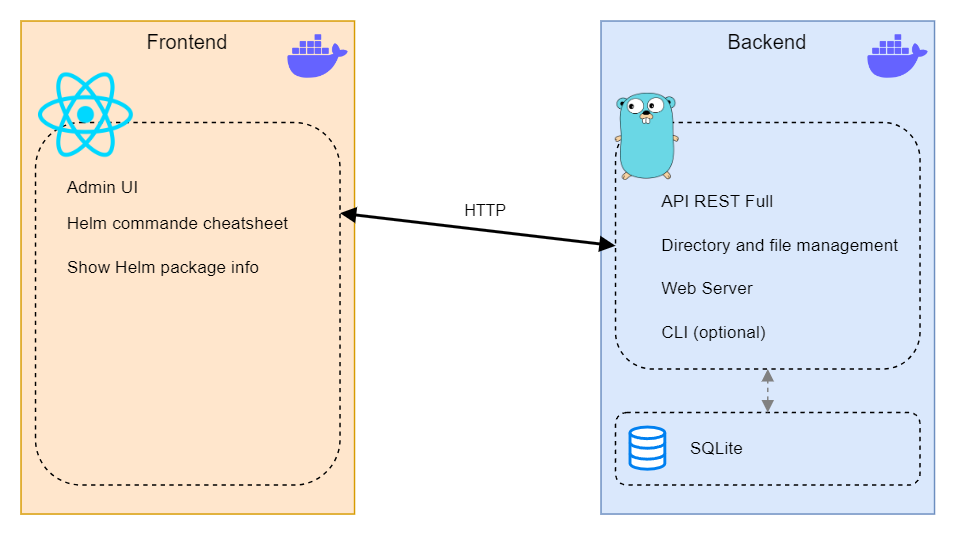 Frontend
Admin UI
Helm commande cheatsheet
Show Helm package info
HTTP
Backend
API REST Full
Directory and file management
Web Server
CLI (optional)
SQLite